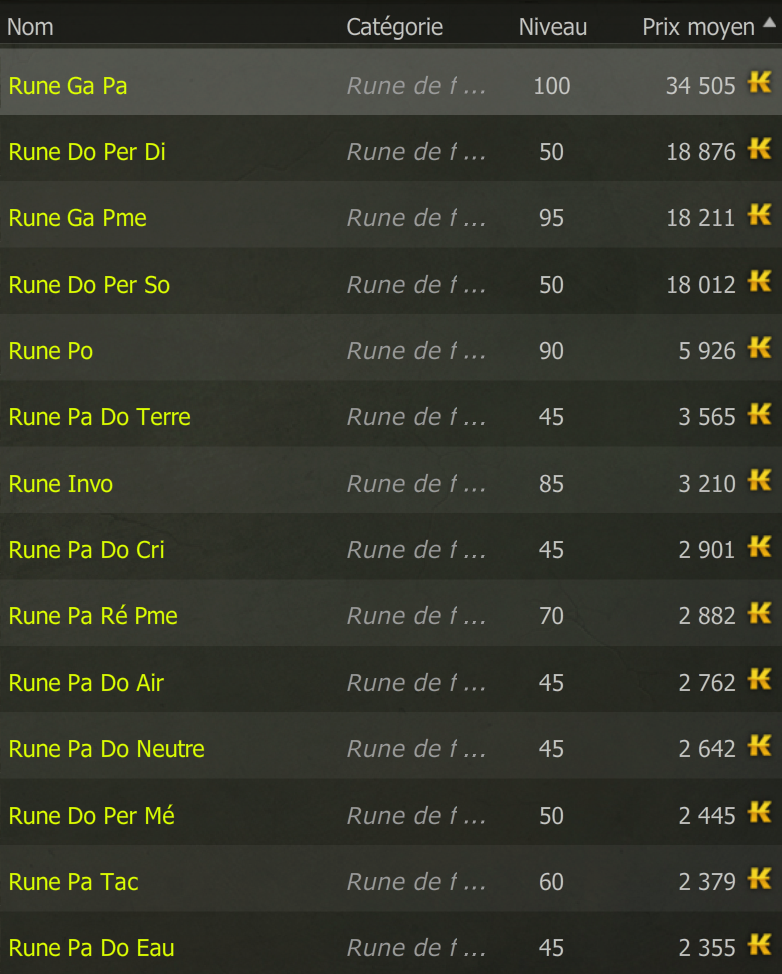 Nom Catégorie Niveau Prix moyen
Rune Ga Pa Rune de f ... 100 34 505
Rune Do Per Di Rune de f ... 50 18 876
Rune Ga Pme Rune de f ... 95 18 211
Rune Do Per So Rune de f ... 50 18 012
Rune Po Rune de f ... 90 5 926
Rune Pa Do Terre Rune de f ... 45 3 565
Rune Invo Rune de f ... 85 3 210
Rune Pa Do Cri Rune de f ... 45 2 901
Rune Pa Ré Pme Rune de f ... 70 2 882
Rune Pa Do Air Rune de f ... 45 2 762
Rune Pa Do Neutre Rune de f ... 45 2 642
Rune Do Per Mé Rune de f ... 50 2 445
Rune Pa Tac Rune de f ... 60 2 379
Rune Pa Do Eau Rune de f ... 45 2 355